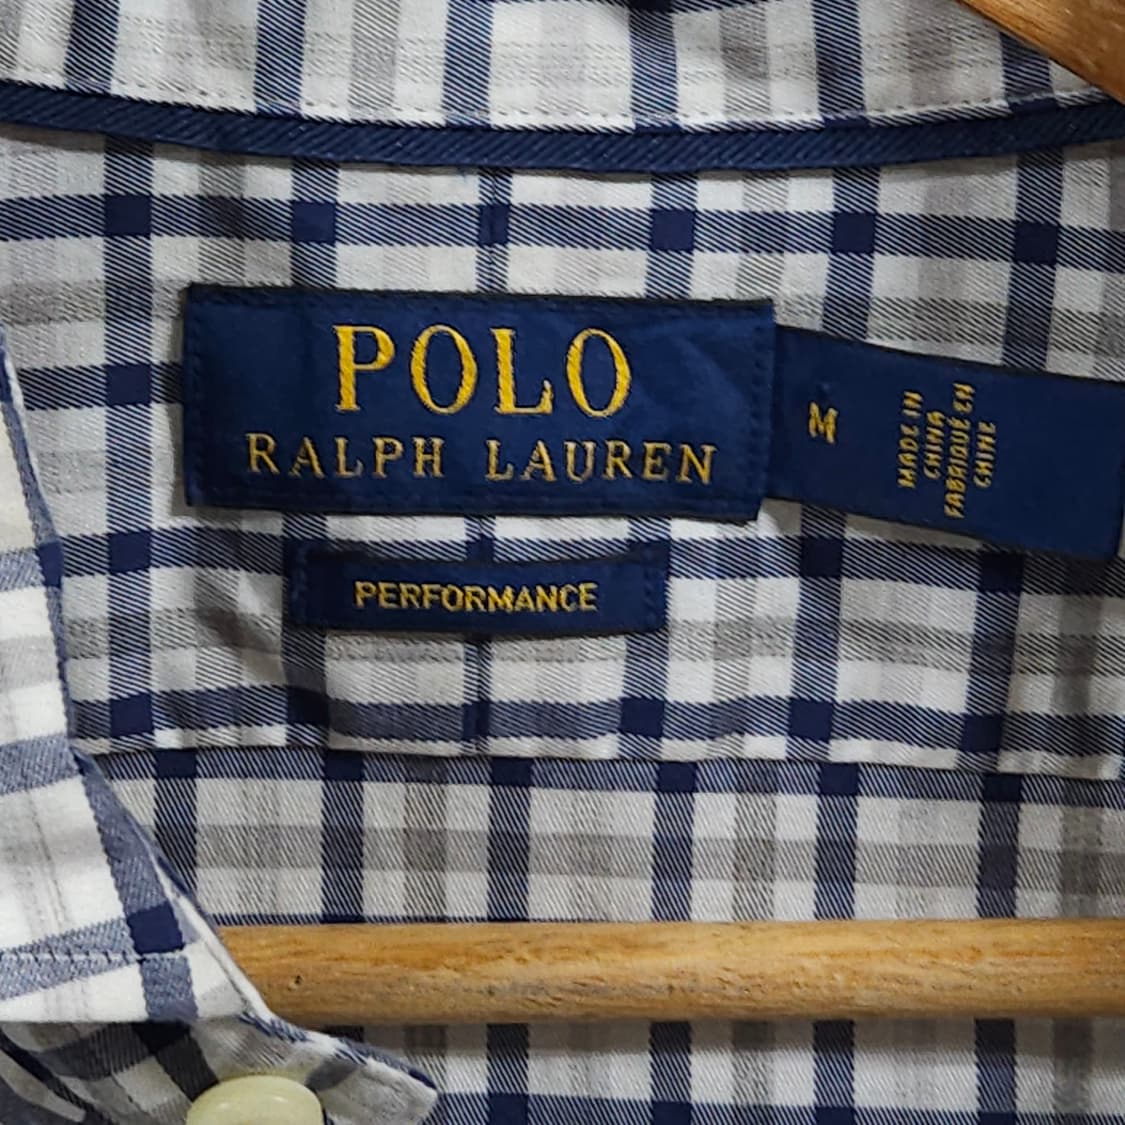 POLO
RALPH LAUREN
M
MADE IN
CHINA
FABRIQUÉ EN
CHINE
PERFORMANCE